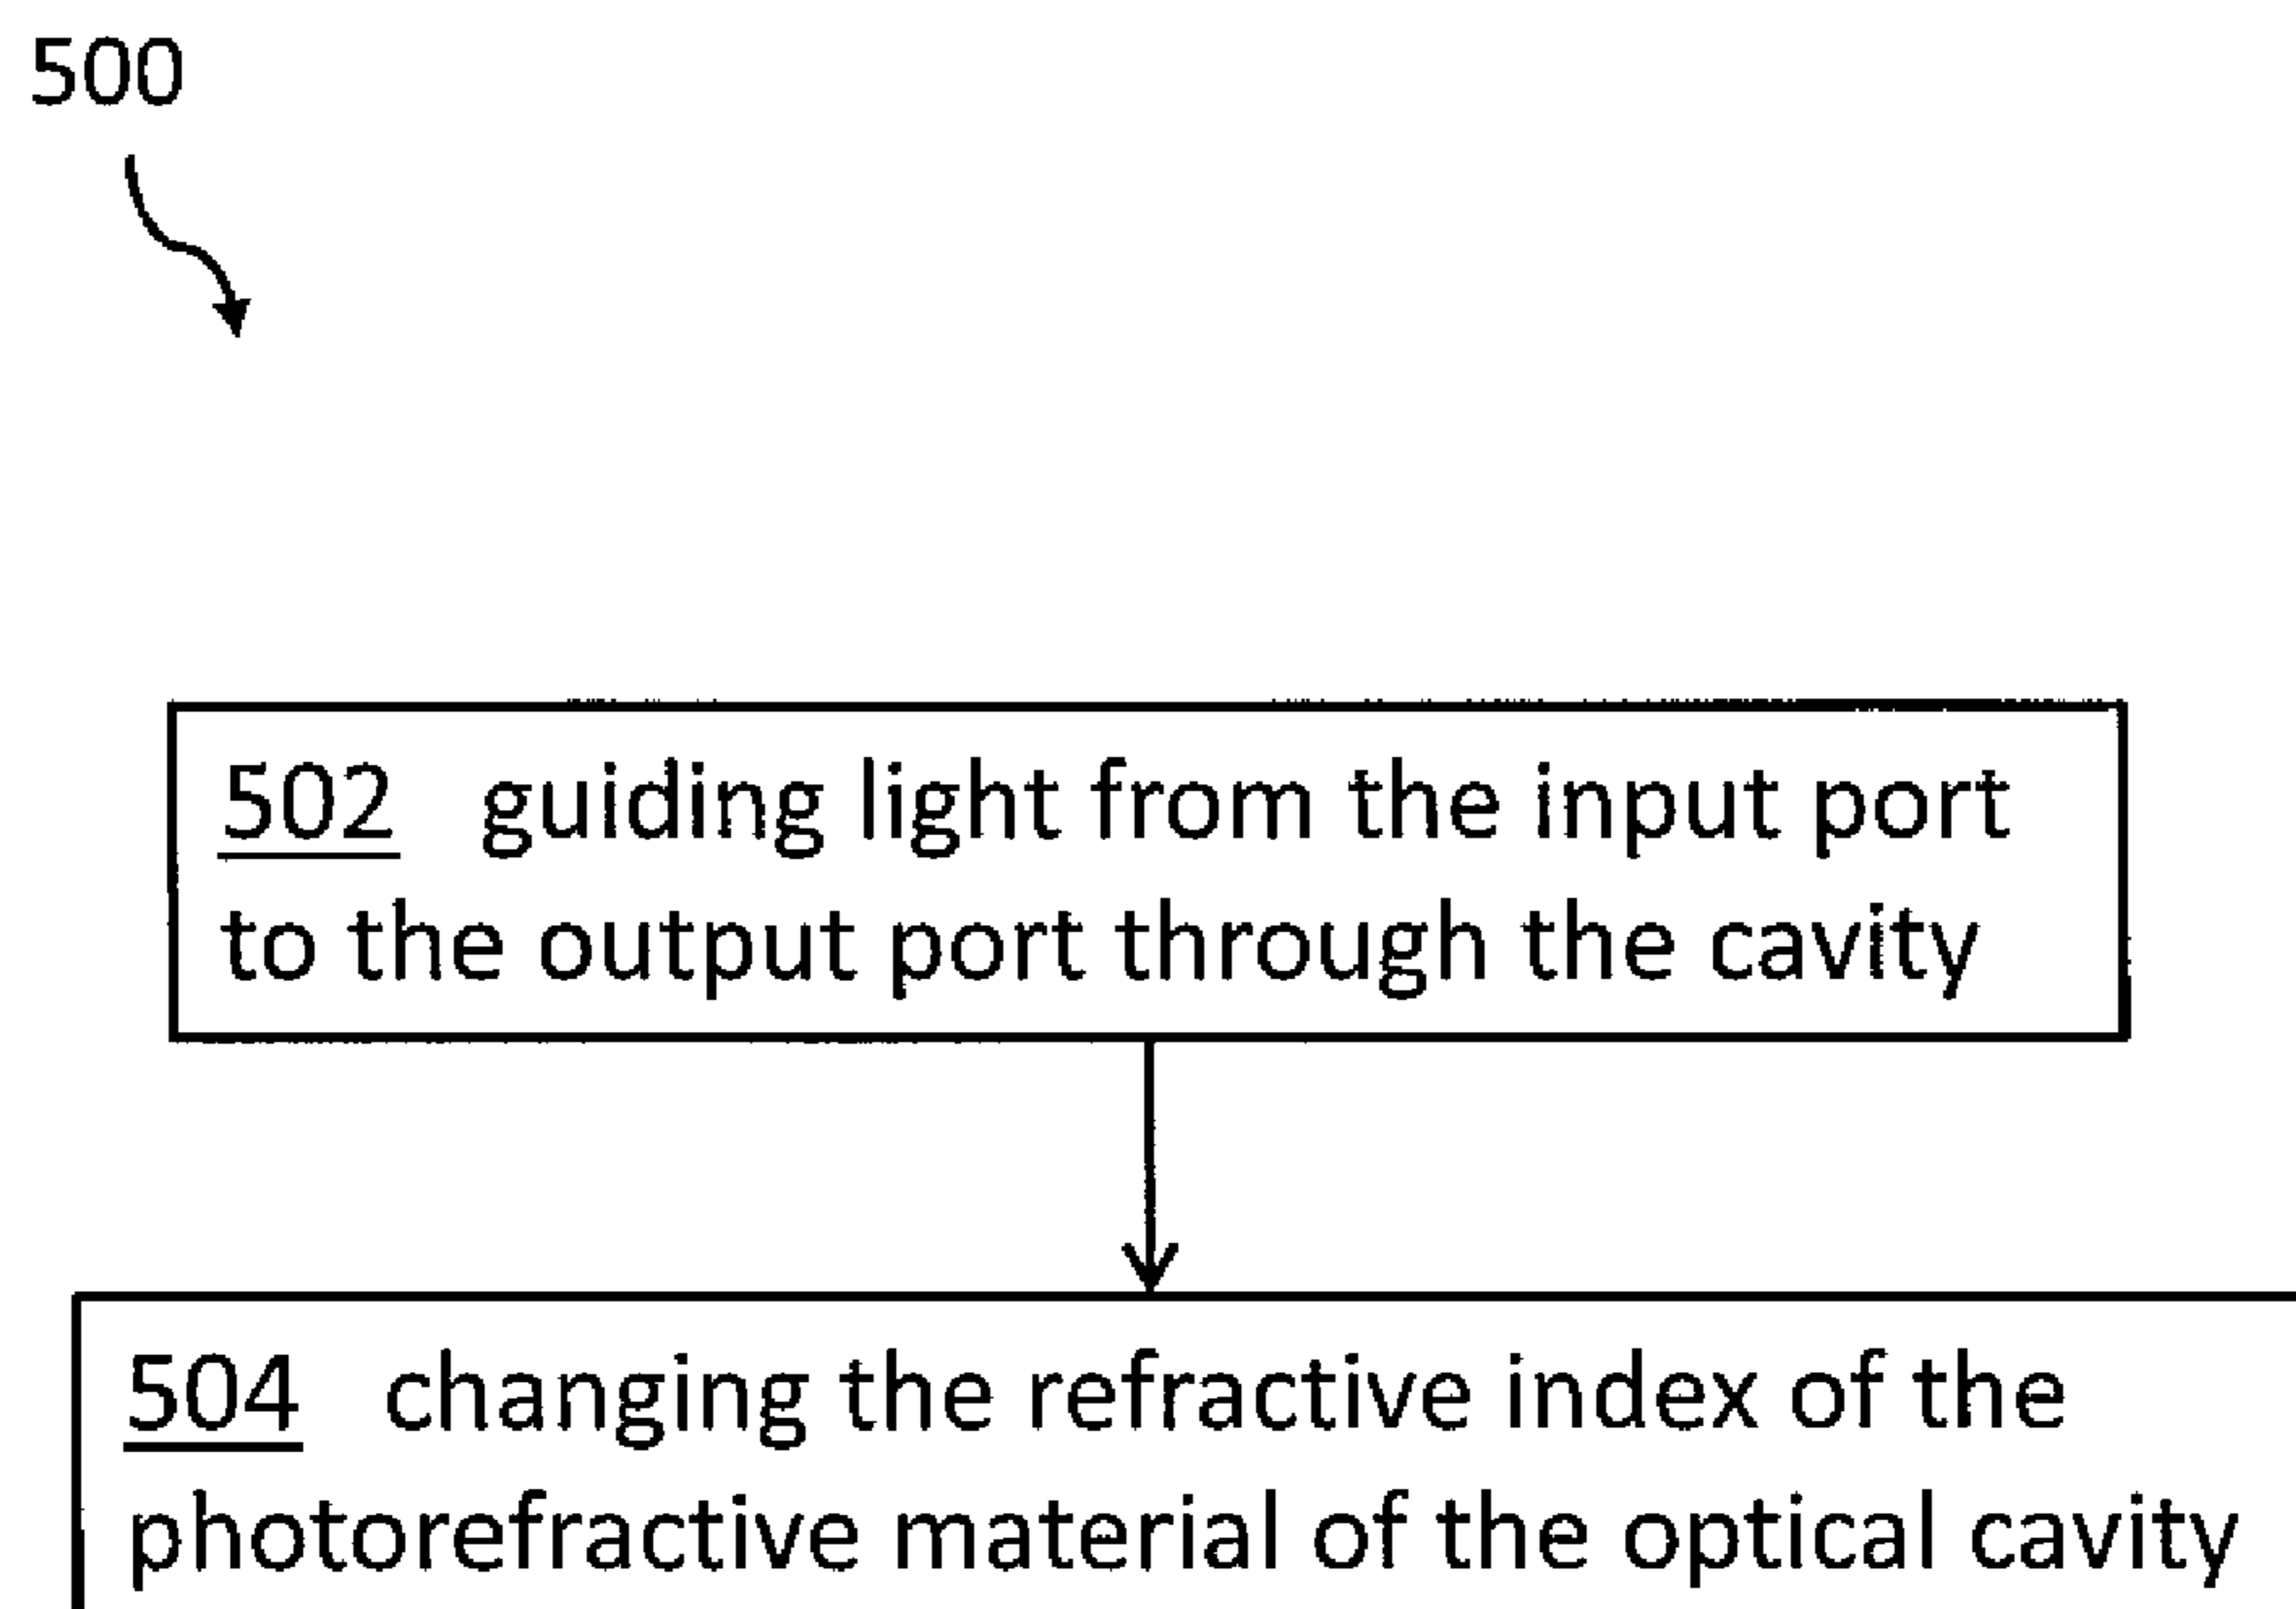 500
502 guiding light from the input port
to the output port through the cavity
504 changing the refractive index of the
photorefractive material of the optical cavity